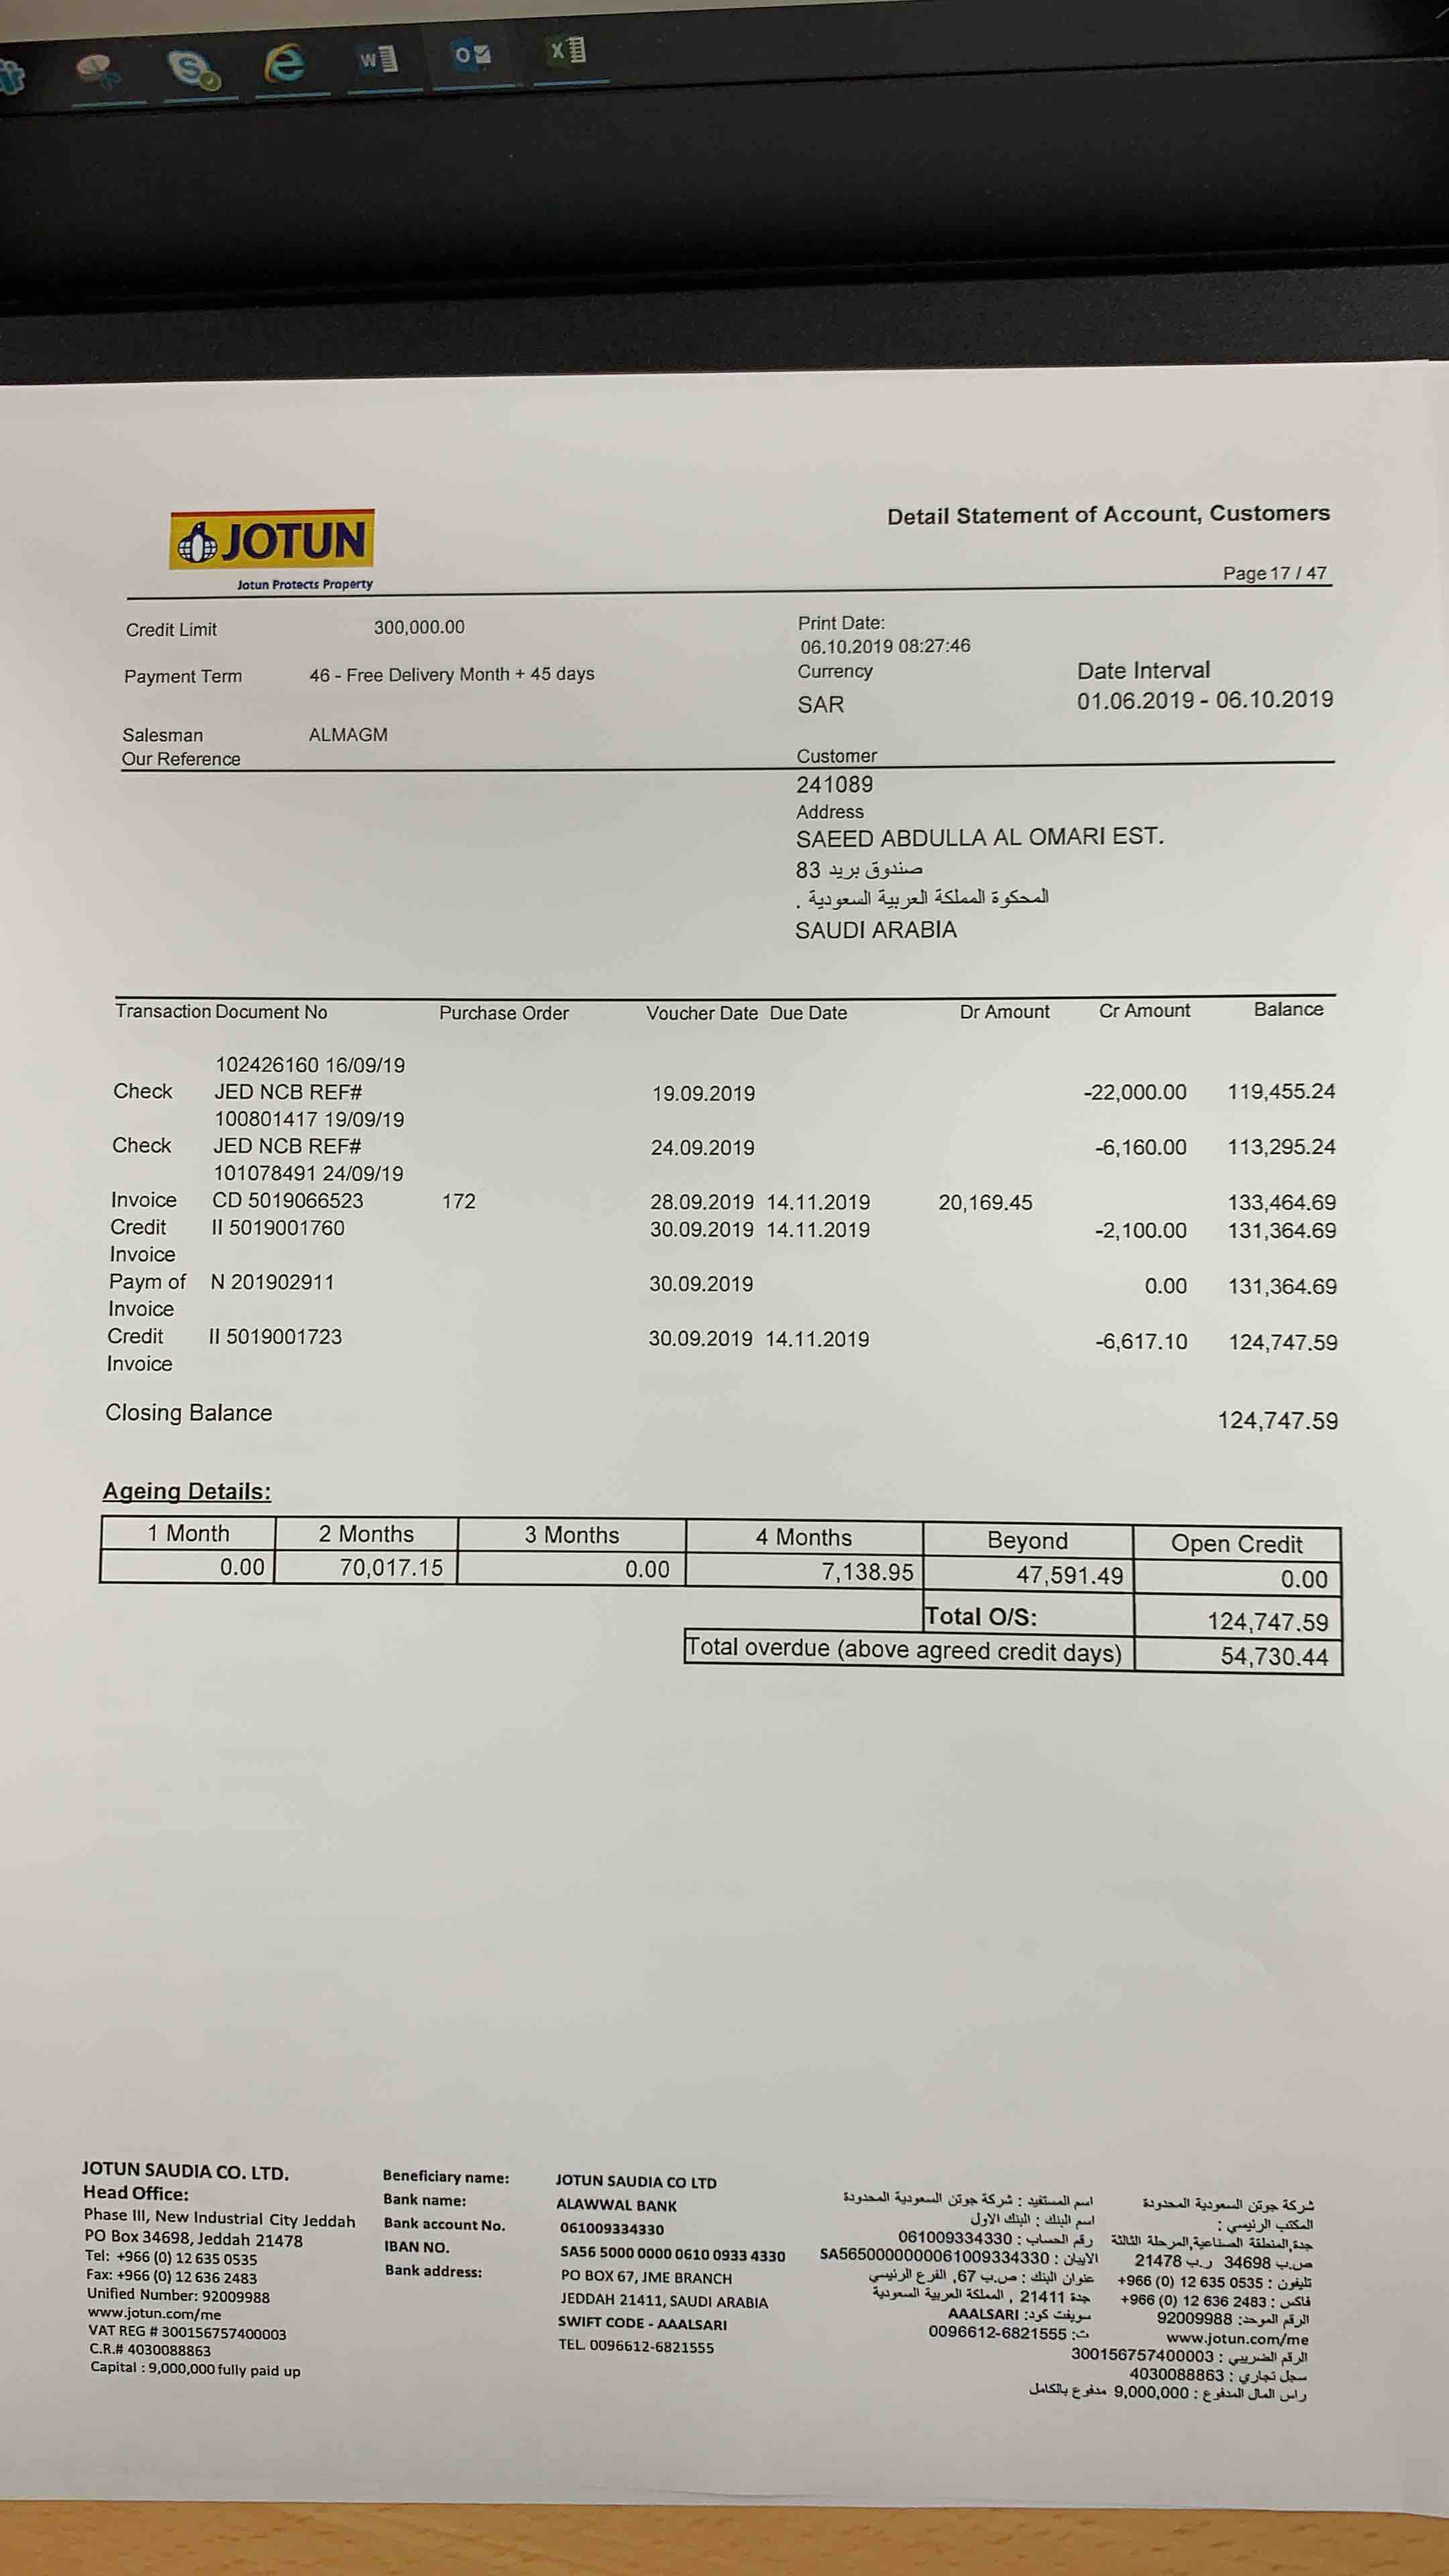 JOTUN
Jotun Protects Property
Detail Statement of Account, Customers
Page 17 / 47
Credit Limit 300,000.00
Print Date:
06.10.2019 08:27:46
Payment Term 46 - Free Delivery Month + 45 days
Currency Date Interval
SAR 01.06.2019 - 06.10.2019
Salesman ALMAGM
Our Reference
Customer
241089
Address
SAEED ABDULLA AL OMARI EST.
صندوق بريد 83
المحكوة المملكة العربية السعودية .
SAUDI ARABIA
Transaction Document No Purchase Order Voucher Date Due Date Dr Amount Cr Amount Balance
102426160 16/09/19
Check JED NCB REF# 19.09.2019 -22,000.00 119,455.24
100801417 19/09/19
Check JED NCB REF# 24.09.2019 -6,160.00 113,295.24
101078491 24/09/19
Invoice CD 5019066523 172 28.09.2019 14.11.2019 20,169.45 133,464.69
Credit II 5019001760 30.09.2019 14.11.2019 -2,100.00 131,364.69
Invoice
Paym of N 201902911 30.09.2019 0.00 131,364.69
Invoice
Credit II 5019001723 30.09.2019 14.11.2019 -6,617.10 124,747.59
Invoice
Closing Balance 124,747.59
Ageing Details:
1 Month 2 Months 3 Months 4 Months Beyond Open Credit
0.00 70,017.15 0.00 7,138.95 47,591.49 0.00
Total O/S: 124,747.59
Total overdue (above agreed credit days) 54,730.44
JOTUN SAUDIA CO. LTD.
Head Office:
Phase III, New Industrial City Jeddah
PO Box 34698, Jeddah 21478
Tel: +966 (0) 12 635 0535
Fax: +966 (0) 12 636 2483
Unified Number: 92009988
www.jotun.com/me
VAT REG # 300156757400003
C.R.# 4030088863
Capital : 9,000,000 fully paid up
Beneficiary name: JOTUN SAUDIA CO LTD
Bank name: ALAWWAL BANK
Bank account No. 061009334330
IBAN NO. SA56 5000 0000 0610 0933 4330
Bank address: PO BOX 67, JME BRANCH
JEDDAH 21411, SAUDI ARABIA
SWIFT CODE - AAALSARI
TEL. 0096612-6821555
اسم المستفيد : شركة جوتن السعودية المحدودة
اسم البنك : البنك الاول
رقم الحساب : 061009334330
الايبان : SA5650000000061009334330
عنوان البنك : ص.ب 67, الفرع الرئيسي
جدة 21411 , المملكة العربية السعودية
سويفت كود: AAALSARI
ت: 0096612-6821555
شركة جوتن السعودية المحدودة
المكتب الرئيسي :
جدة,المنطقة الصناعية,المرحلة الثالثة
ص.ب 34698 ر.ب 21478
تليفون : 0535 635 12 (0) 966+
فاكس : 2483 636 12 (0) 966+
الرقم الموحد: 92009988
www.jotun.com/me
الرقم الضريبي : 300156757400003
سجل تجاري : 4030088863
راس المال المدفوع : 9,000,000 مدفوع بالكامل